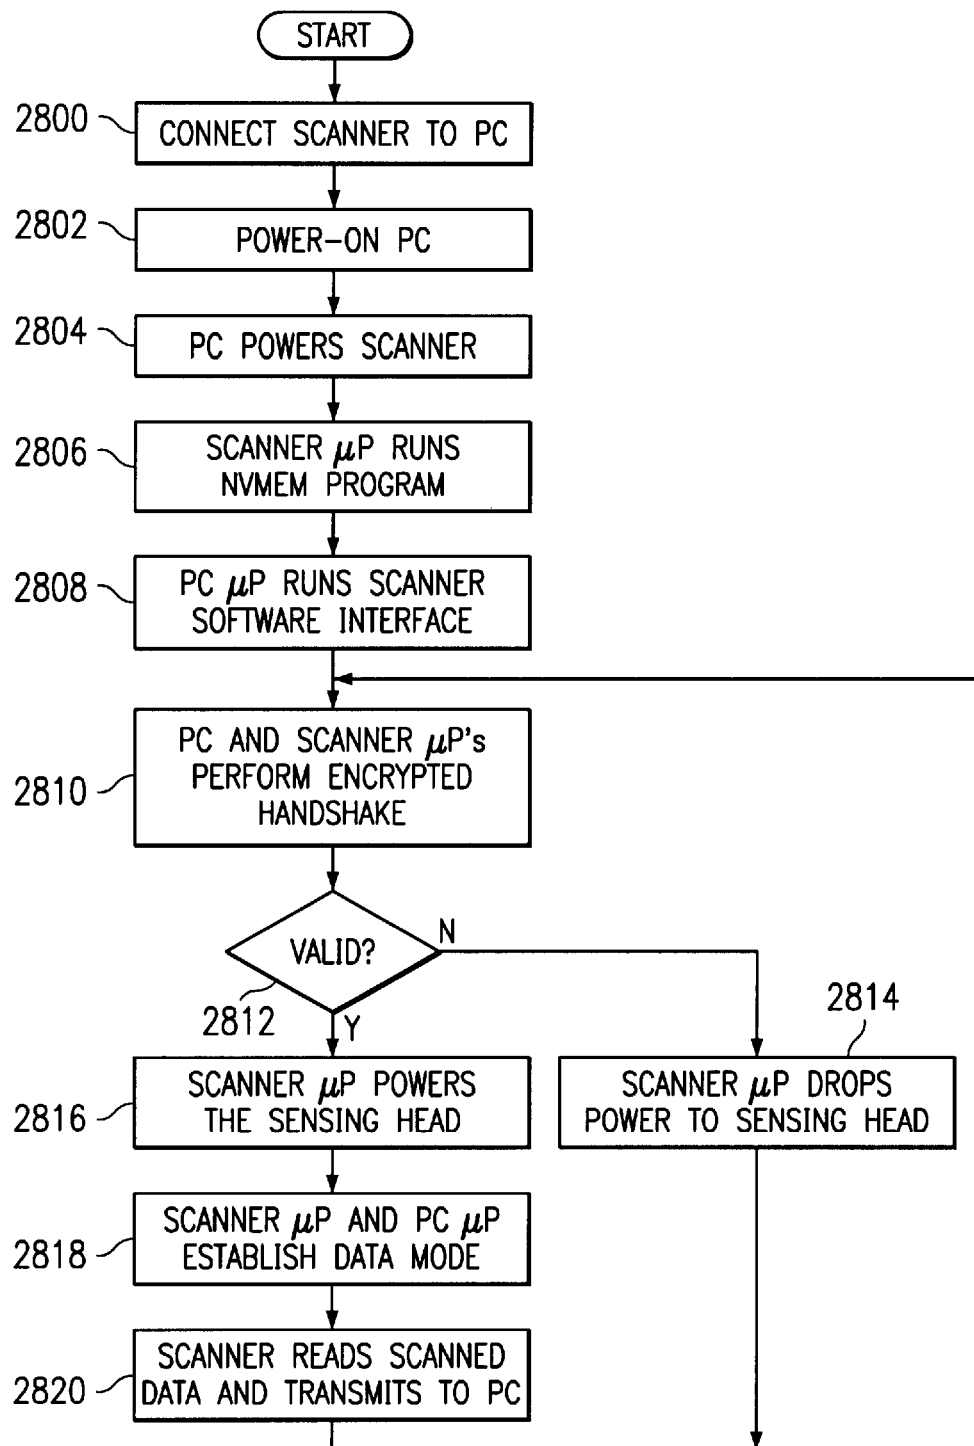 START
2800
CONNECT SCANNER TO PC
2802
POWER-ON PC
2804
PC POWERS SCANNER
2806
SCANNER μP RUNS
NVMEM PROGRAM
2808
PC μP RUNS SCANNER
SOFTWARE INTERFACE
2810
PC AND SCANNER μP's
PERFORM ENCRYPTED
HANDSHAKE
VALID?
N
2812
Y
2814
SCANNER μP DROPS
POWER TO SENSING HEAD
2816
SCANNER μP POWERS
THE SENSING HEAD
2818
SCANNER μP AND PC μP
ESTABLISH DATA MODE
2820
SCANNER READS SCANNED
DATA AND TRANSMITS TO PC